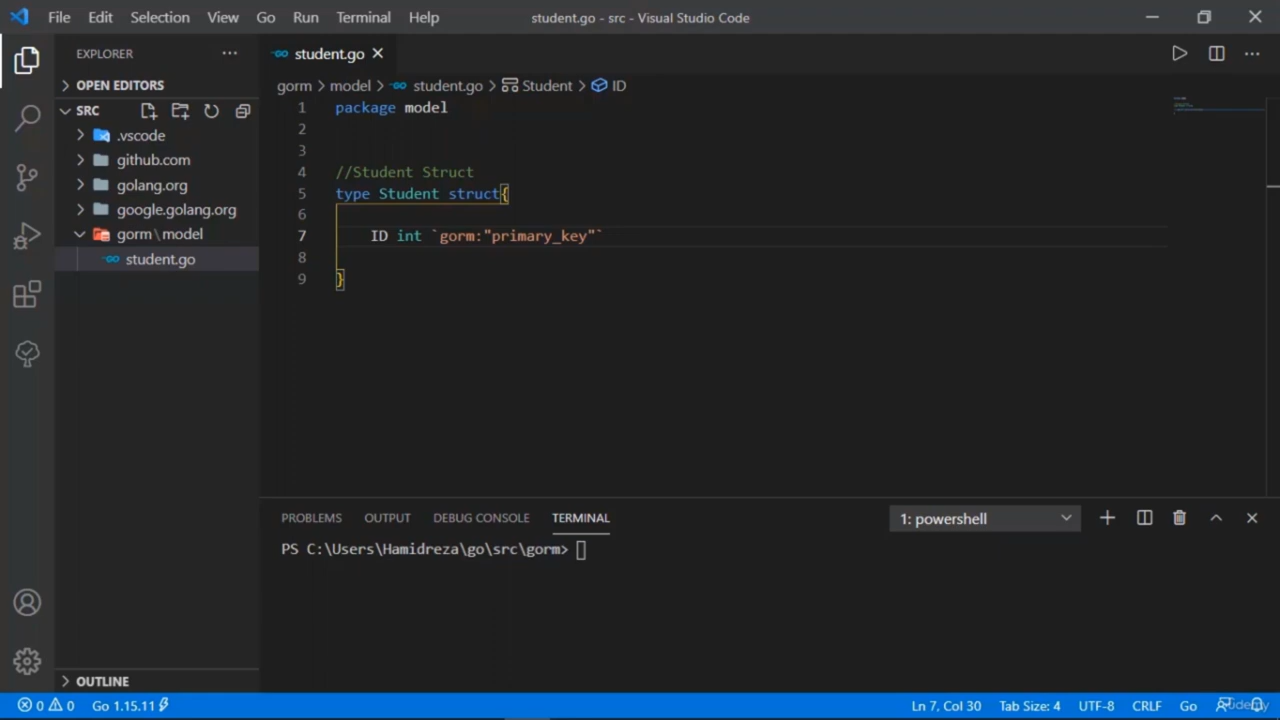 File Edit Selection View Go Run Terminal Help student.go - src - Visual Studio Code
EXPLORER
student.go
OPEN EDITORS
gorm > model > student.go > Student > ID
SRC
.vscode
github.com
golang.org
google.golang.org
gorm\model
student.go
1 package model
2
3
4 //Student Struct
5 type Student struct{
6
7 ID int `gorm:"primary_key"`
8
9 }
PROBLEMS OUTPUT DEBUG CONSOLE TERMINAL 1: powershell
PS C:\Users\Hamidreza\go\src\gorm>
OUTLINE
0 0 Go 1.15.11 Ln 7, Col 30 Tab Size: 4 UTF-8 CRLF Go